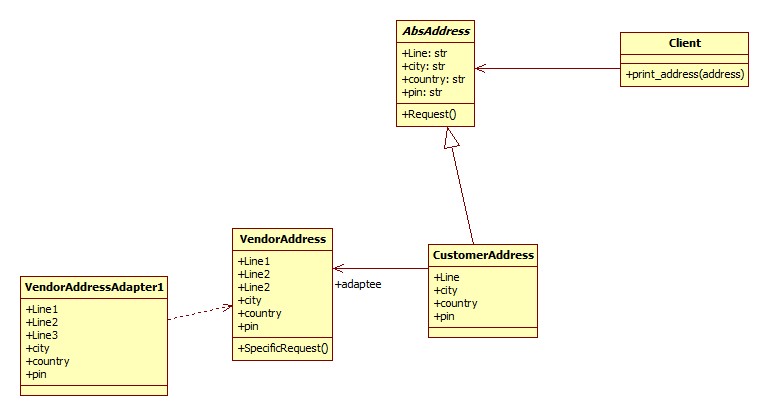 AbsAddress
+Line: str
+city: str
+country: str
+pin: str
+Request()
Client
+print_address(address)
VendorAddress
+Line1
+Line2
+Line2
+city
+country
+pin
+SpecificRequest()
+adaptee
CustomerAddress
+Line
+city
+country
+pin
VendorAddressAdapter1
+Line1
+Line2
+Line3
+city
+country
+pin